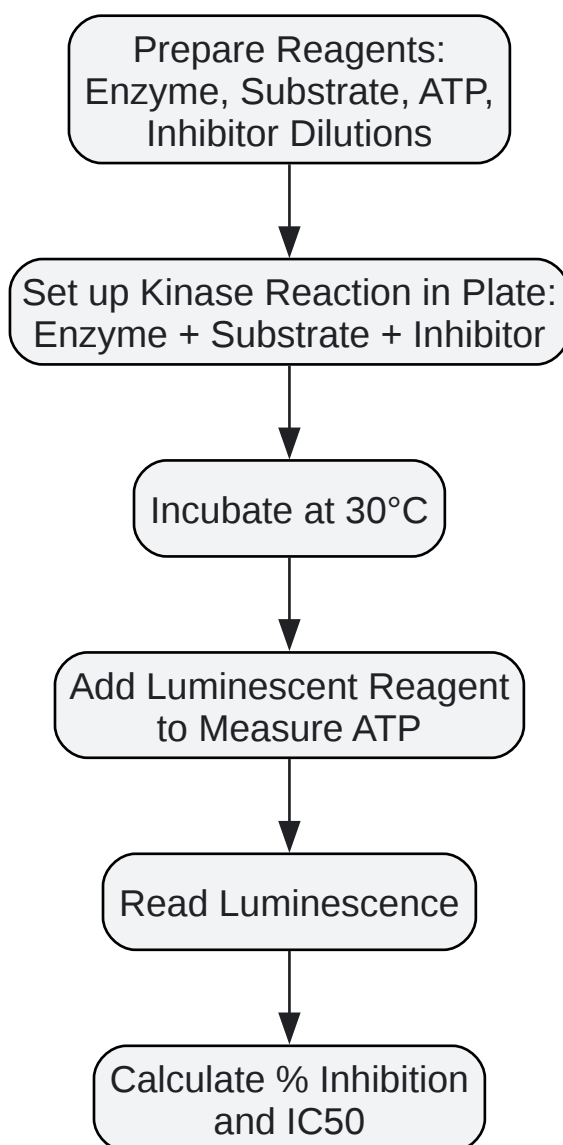 Prepare Reagents:
Enzyme, Substrate, ATP,
Inhibitor Dilutions
Set up Kinase Reaction in Plate:
Enzyme + Substrate + Inhibitor
Incubate at 30°C
Add Luminescent Reagent
to Measure ATP
Read Luminescence
Calculate % Inhibition
and IC50